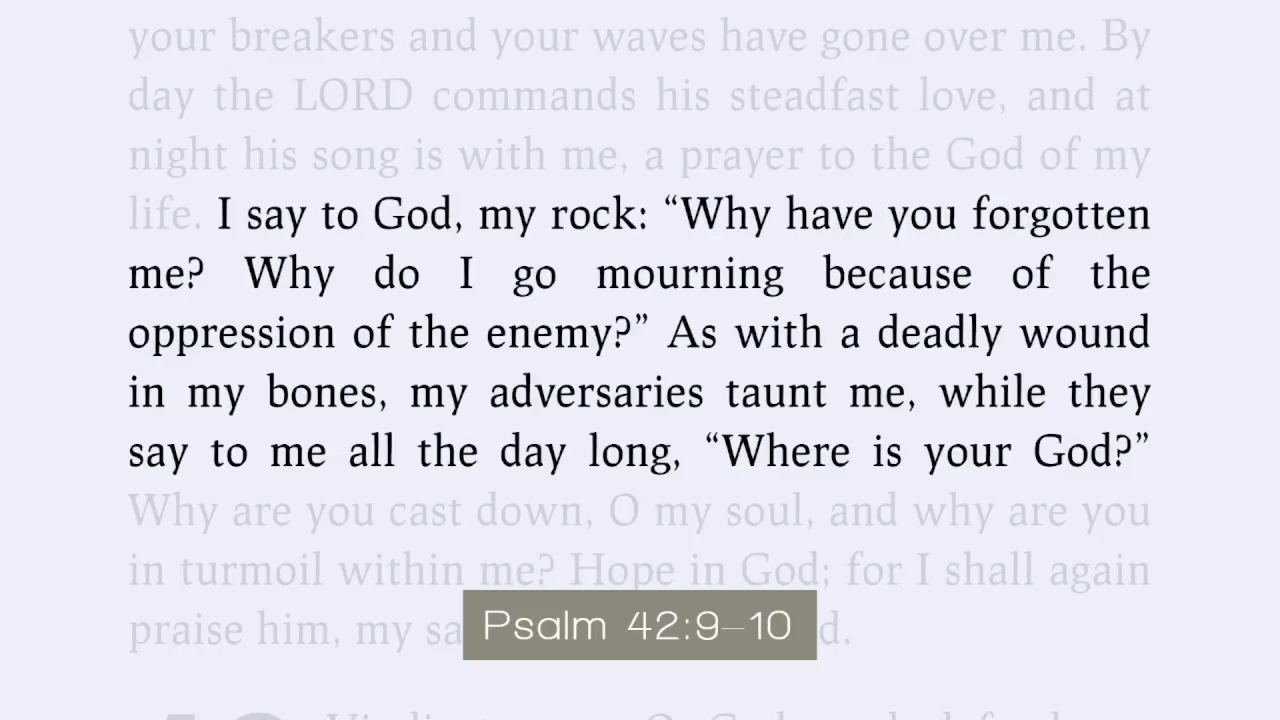 your breakers and your waves have gone over me. By
day the LORD commands his steadfast love, and at
night his song is with me, a prayer to the God of my
life. I say to God, my rock: “Why have you forgotten
me? Why do I go mourning because of the
oppression of the enemy?” As with a deadly wound
in my bones, my adversaries taunt me, while they
say to me all the day long, “Where is your God?”
Why are you cast down, O my soul, and why are you
in turmoil within me? Hope in God; for I shall again
praise him, my
Psalm 42:9–10